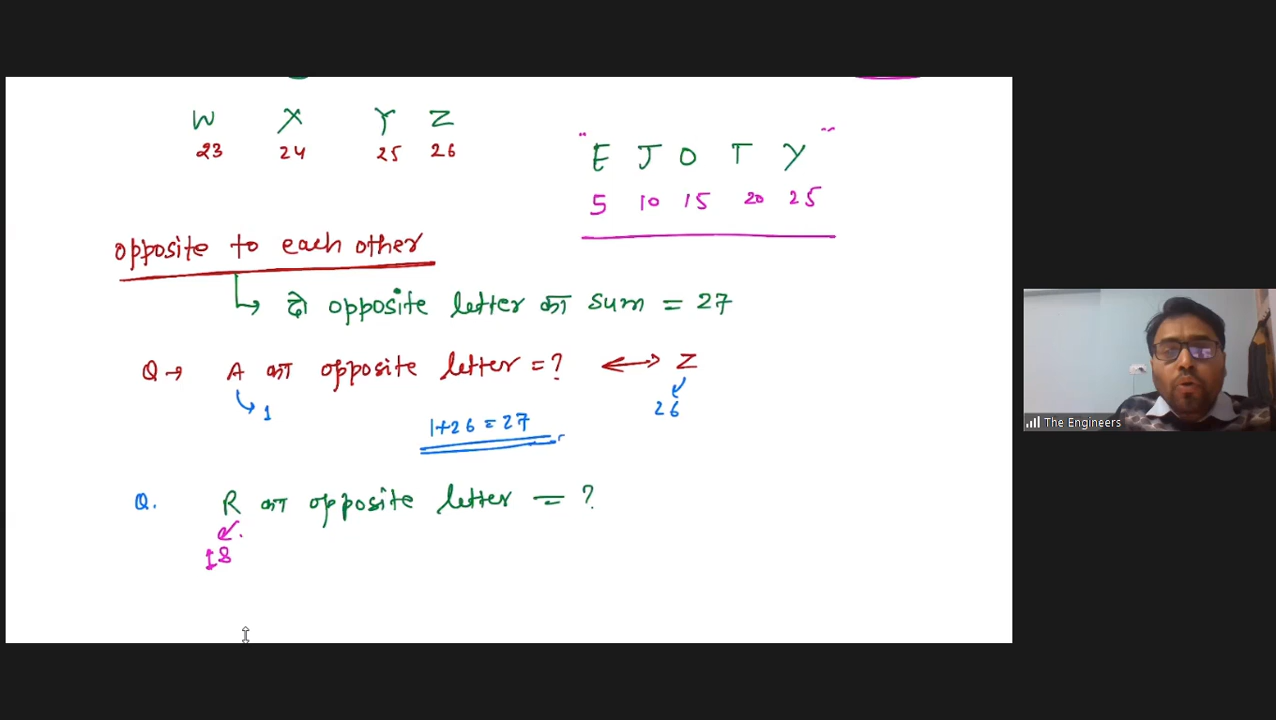 W X Y Z
23 24 25 26
" E J O T Y "
5 10 15 20 25
opposite to each other
दो opposite letter का sum = 27
Q → A का opposite letter = ? ↔ Z
1 26
1+26 = 27
Q. R का opposite letter = ?
18
The Engineers